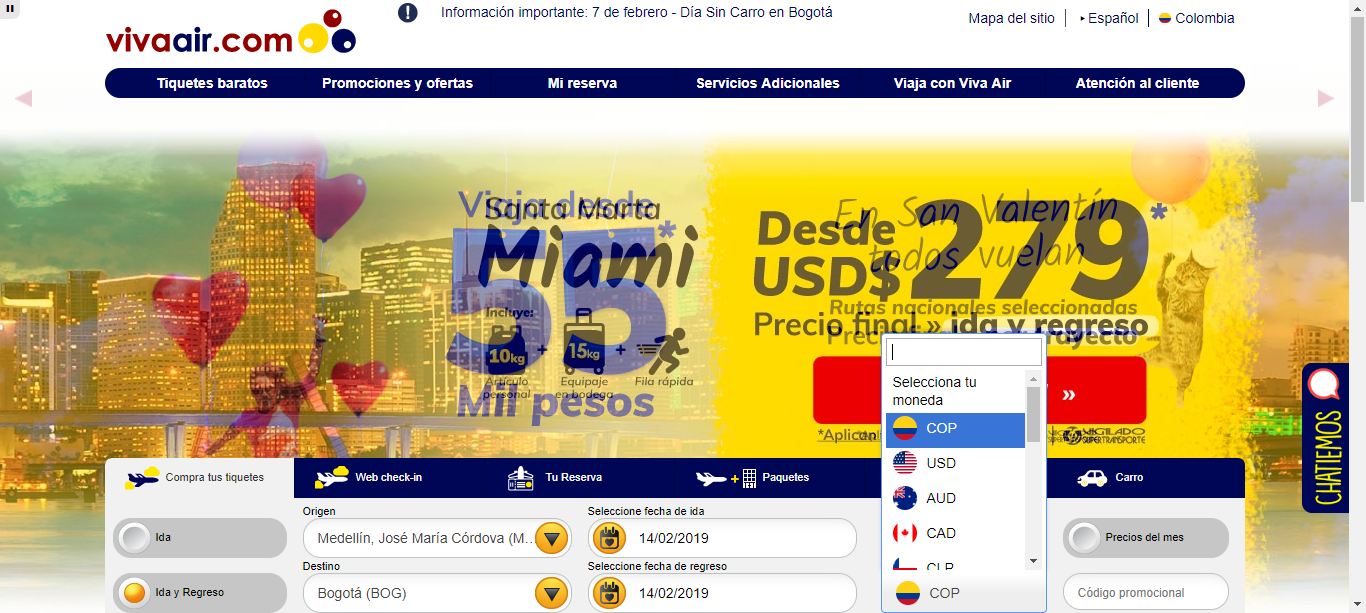 Información importante: 7 de febrero - Día Sin Carro en Bogotá
Mapa del sitio
Español
Colombia
vivaair.com
Tiquetes baratos
Promociones y ofertas
Mi reserva
Servicios Adicionales
Viaja con Viva Air
Atención al cliente
Viaja desde
Santa Marta
Miami
55
*
Mil pesos
Incluye:
10kg
+
15kg
+
Artículo
personal
Equipaje
en bodega
Fila rápida
En San Valentín
todos vuelan
Desde
USD$
279
*
Rutas nacionales seleccionadas
Precio final » ida y regreso
Precio
trayecto
»
*Aplican
VIGILADO
SUPERTRANSPORTE
CHATIEMOS
Selecciona tu
moneda
COP
USD
AUD
CAD
CLP
COP
Compra tus tiquetes
Web check-in
Tu Reserva
+
Paquetes
Carro
Ida
Ida y Regreso
Origen
Medellín, José María Córdova (M...
Destino
Bogotá (BOG)
Seleccione fecha de ida
14/02/2019
Seleccione fecha de regreso
14/02/2019
Precios del mes
Código promocional